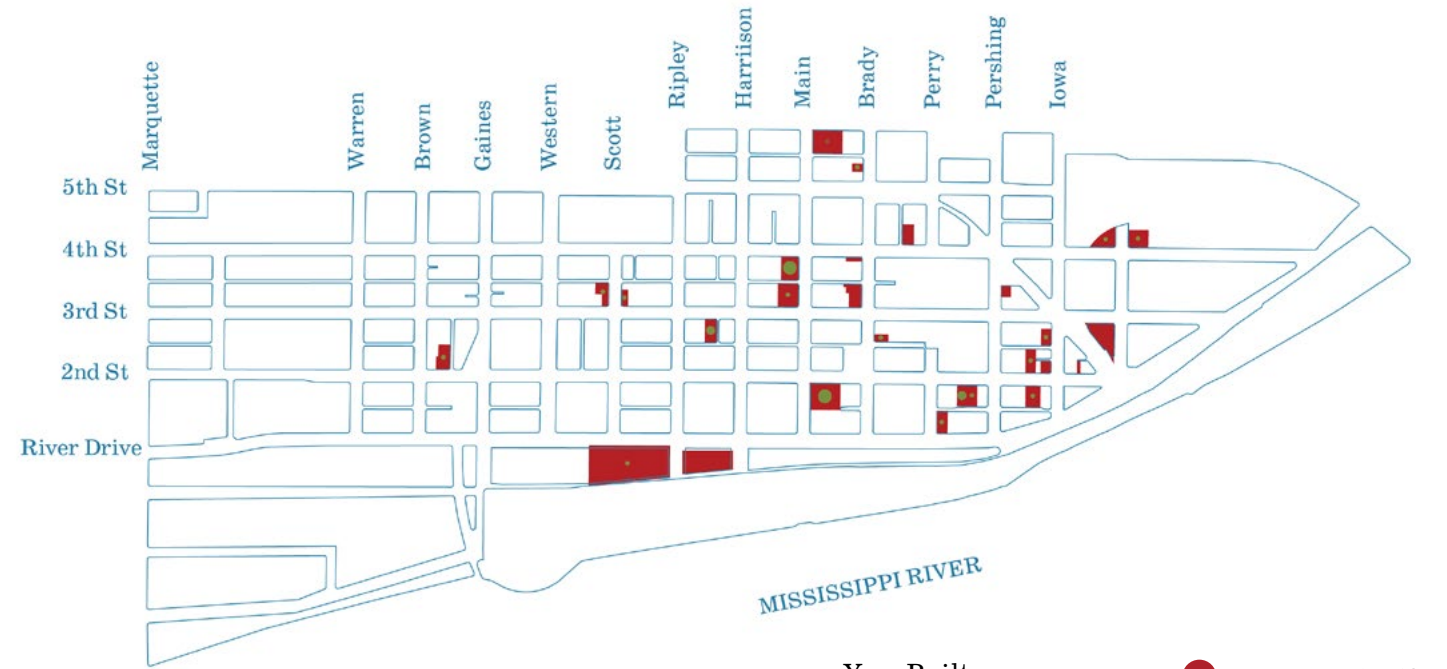 Marquette
Warren
Brown
Gaines
Western
Scott
Ripley
Harriison
Main
Brady
Perry
Pershing
Iowa
5th St
4th St
3rd St
2nd St
River Drive
MISSISSIPPI RIVER